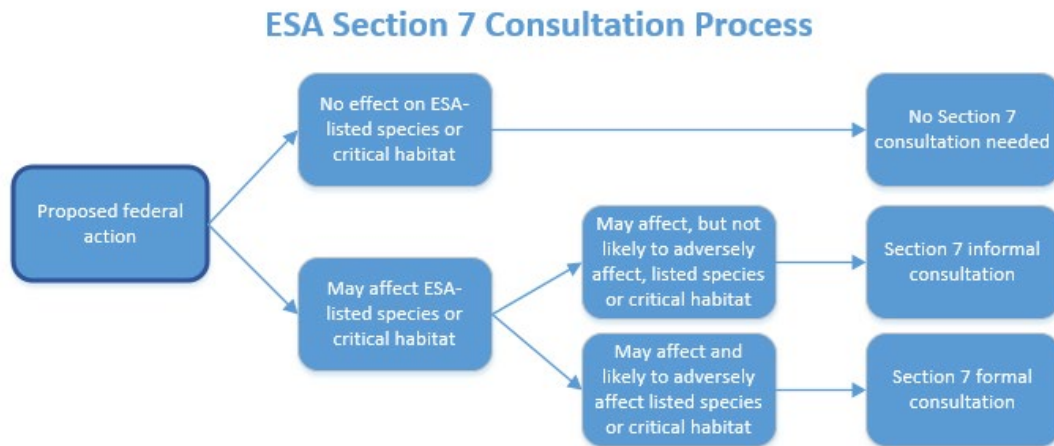 ESA Section 7 Consultation Process
No effect on ESA-
listed species or
critical habitat
No Section 7
consultation needed
Proposed federal
action
May affect ESA-
listed species or
critical habitat
May affect, but not
likely to adversely
affect, listed species
or critical habitat
Section 7 informal
consultation
May affect and
likely to adversely
affect listed species
or critical habitat
Section 7 formal
consultation